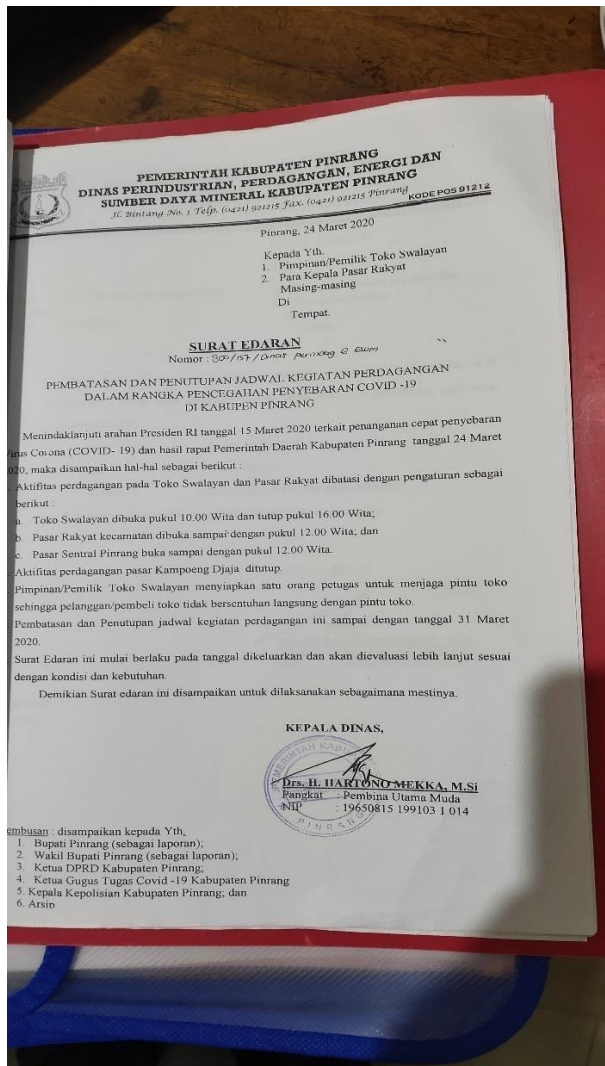 PEMERINTAH KABUPATEN PINRANG
DINAS PERINDUSTRIAN, PERDAGANGAN, ENERGI DAN
SUMBER DAYA MINERAL KABUPATEN PINRANG
Jl. Bintang No. 1 Telp. (0421) 921215 Fax. (0421) 921215 Pinrang KODE POS 91212
Pinrang, 24 Maret 2020
Kepada Yth.
1. Pimpinan/Pemilik Toko Swalayan
2. Para Kepala Pasar Rakyat
Masing-masing
Di
Tempat.
SURAT EDARAN
Nomor : 800/157/Dinas Perindag & Esdm
PEMBATASAN DAN PENUTUPAN JADWAL KEGIATAN PERDAGANGAN
DALAM RANGKA PENCEGAHAN PENYEBARAN COVID -19
DI KABUPEN PINRANG
Menindaklanjuti arahan Presiden RI tanggal 15 Maret 2020 terkait penanganan cepat penyebaran
Virus Corona (COVID- 19) dan hasil rapat Pemerintah Daerah Kabupaten Pinrang tanggal 24 Maret
2020, maka disampaikan hal-hal sebagai berikut :
Aktifitas perdagangan pada Toko Swalayan dan Pasar Rakyat dibatasi dengan pengaturan sebagai
berikut :
a. Toko Swalayan dibuka pukul 10.00 Wita dan tutup pukul 16.00 Wita;
b. Pasar Rakyat kecamatan dibuka sampai dengan pukul 12.00 Wita; dan
c. Pasar Sentral Pinrang buka sampai dengan pukul 12.00 Wita.
Aktifitas perdagangan pasar Kampoeng Djaja ditutup.
Pimpinan/Pemilik Toko Swalayan menyiapkan satu orang petugas untuk menjaga pintu toko
sehingga pelanggan/pembeli toko tidak bersentuhan langsung dengan pintu toko.
Pembatasan dan Penutupan jadwal kegiatan perdagangan ini sampai dengan tanggal 31 Maret
2020.
Surat Edaran ini mulai berlaku pada tanggal dikeluarkan dan akan dievaluasi lebih lanjut sesuai
dengan kondisi dan kebutuhan.
Demikian Surat edaran ini disampaikan untuk dilaksanakan sebagaimana mestinya.
KEPALA DINAS,
Drs. H. HARTONO MEKKA, M.Si
Pangkat : Pembina Utama Muda
NIP : 19650815 199103 1 014
PINRANG
embusan : disampaikan kepada Yth.
1. Bupati Pinrang (sebagai laporan);
2. Wakil Bupati Pinrang (sebagai laporan);
3. Ketua DPRD Kabupaten Pinrang;
4. Ketua Gugus Tugas Covid -19 Kabupaten Pinrang
5. Kepala Kepolisian Kabupaten Pinrang; dan
6. Arsip